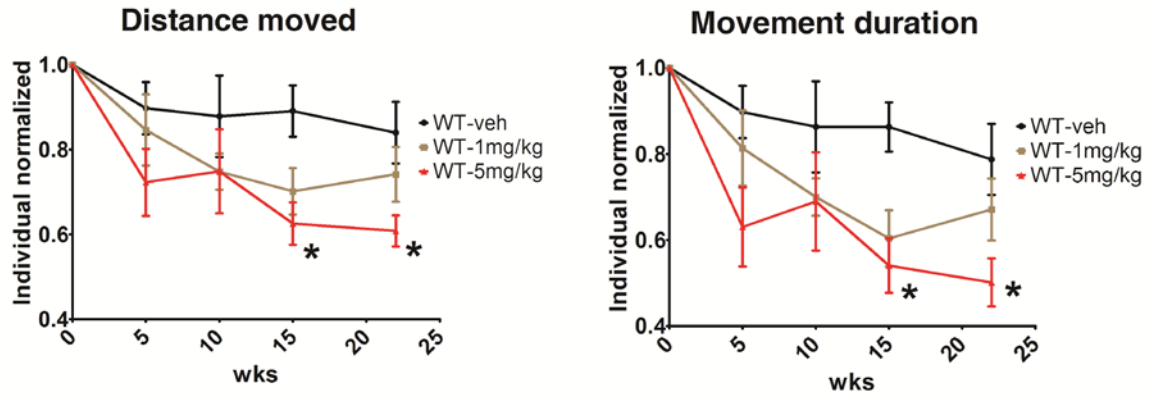 Distance moved
Individual normalized
1.0
0.8
0.6
0.4
0
5
10
15
20
25
wks
WT-veh
WT-1mg/kg
WT-5mg/kg
*
*
Movement duration
Individual normalized
1.0
0.8
0.6
0.4
0
5
10
15
20
25
wks
WT-veh
WT-1mg/kg
WT-5mg/kg
*
*